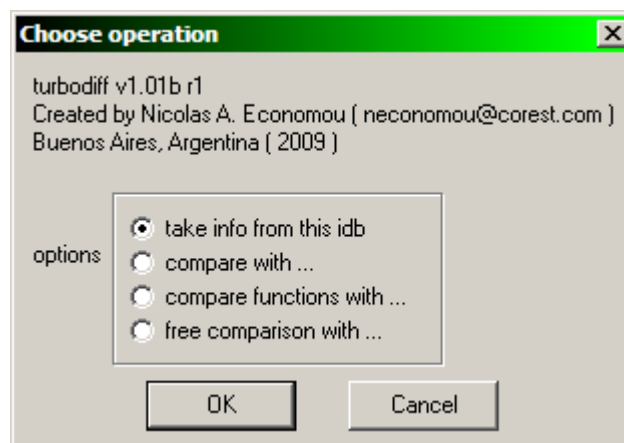 Choose operation
turbodiff v1.01b r1
Created by Nicolas A. Economou ( neconomou@corest.com )
Buenos Aires, Argentina ( 2009 )
options
take info from this idb
compare with ...
compare functions with ...
free comparison with ...
OK
Cancel